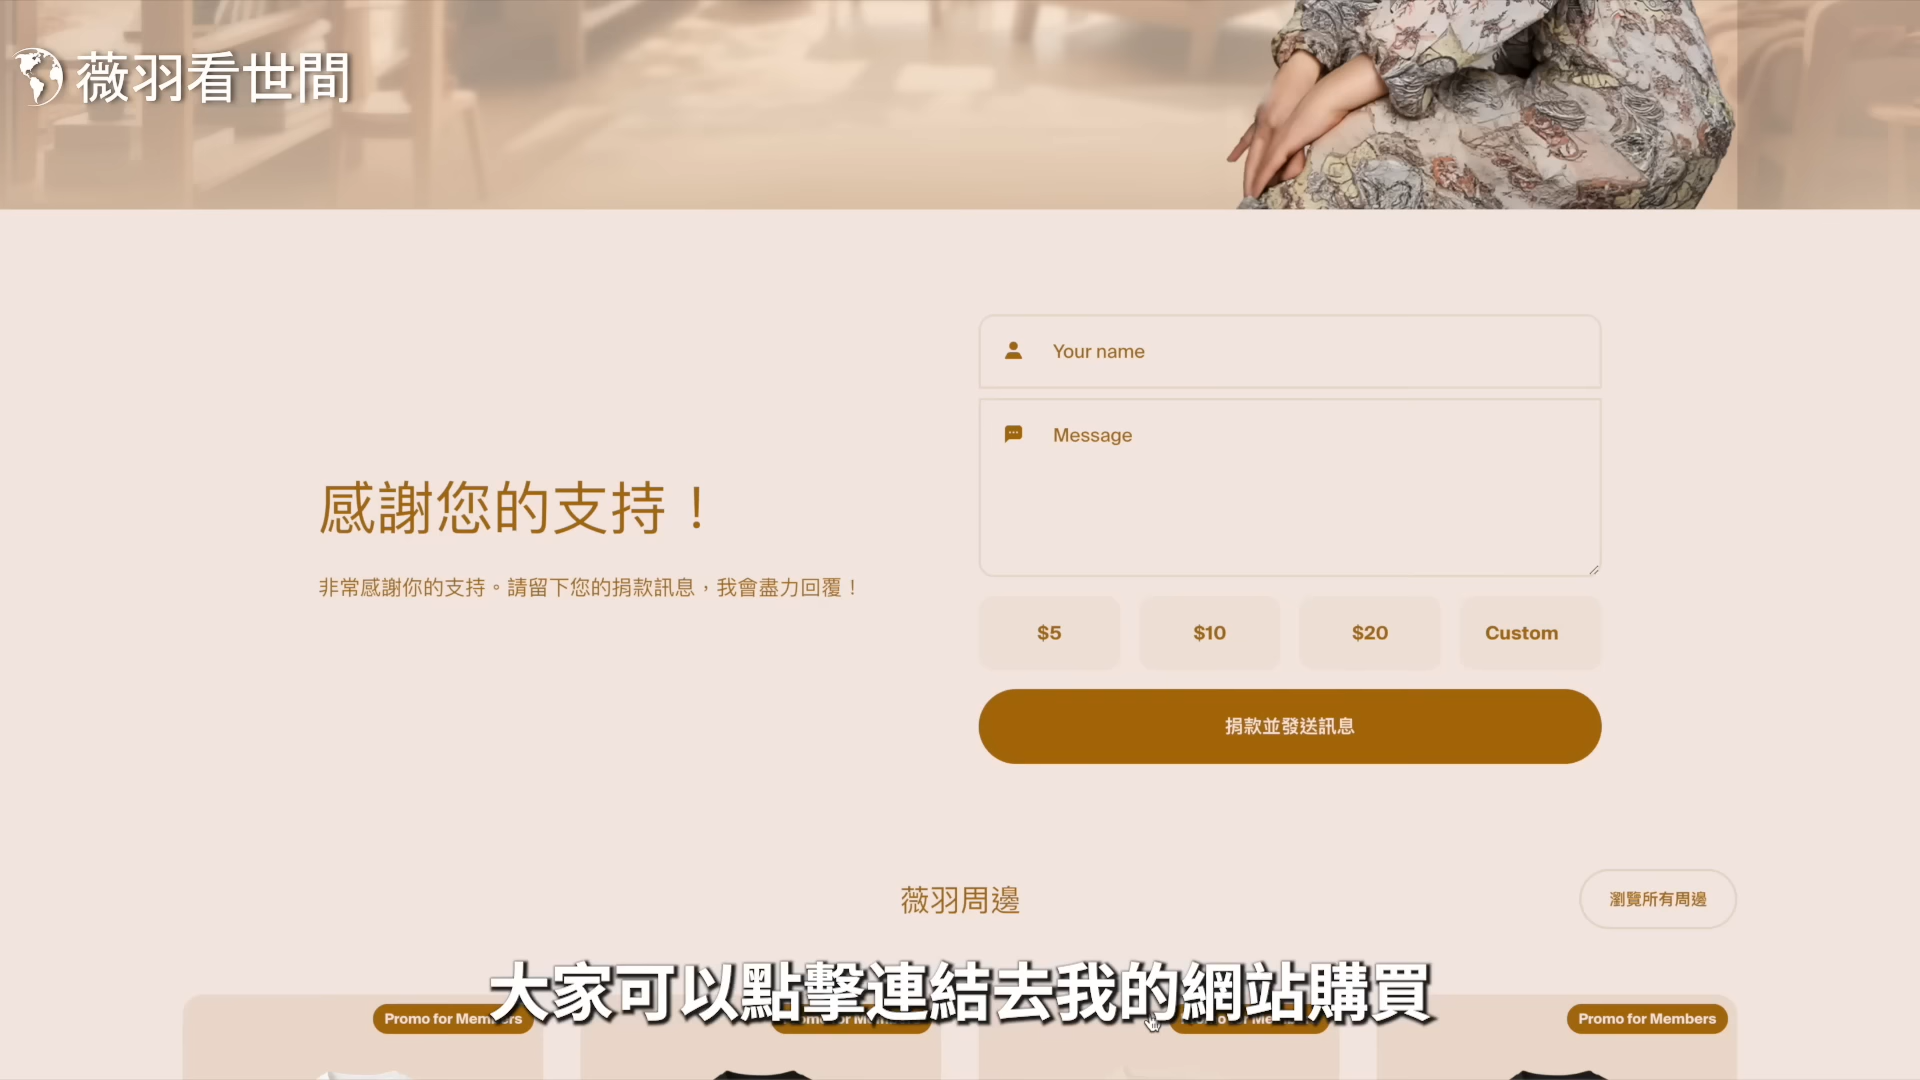 薇羽看世間
Your name
Message
感謝您的支持！
非常感謝你的支持。請留下您的捐款訊息，我會盡力回覆！
$5
$10
$20
Custom
捐款並發送訊息
薇羽周邊
瀏覽所有周邊
大家可以點擊連結去我的網站購買
Promo for Members
Promo for Members